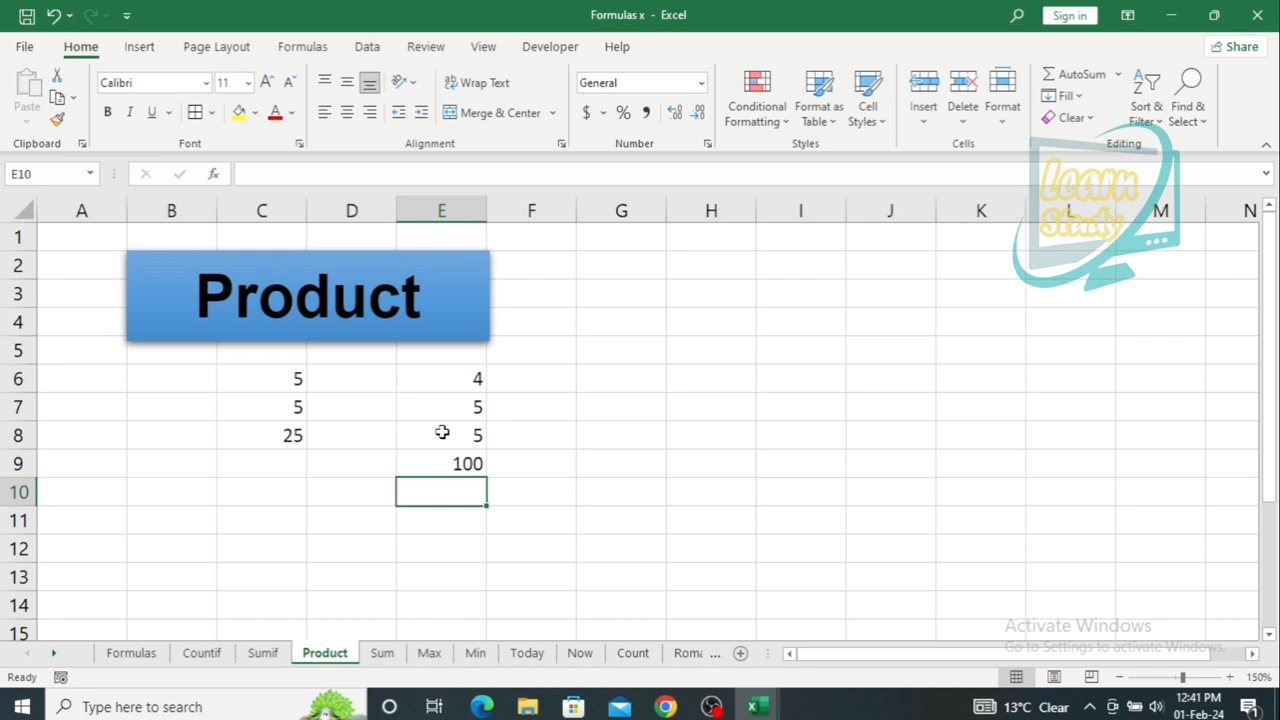 Formulas x - Excel
Sign in
File Home Insert Page Layout Formulas Data Review View Developer Help
Share
Paste
Calibri 11
B I U
Wrap Text
Merge & Center
General
$ % ,
Conditional Formatting
Format as Table
Cell Styles
Insert Delete Format
AutoSum
Fill
Clear
Sort & Filter
Find & Select
Clipboard Font Alignment Number Styles Cells Editing
E10 fx
Learn
Study
A B C D E F G H I J K L M N
1
2
3
4
Product
5
6 5 4
7 5 5
8 25 5
9 100
10
11
12
13
14
15
Activate Windows
Go to Settings to activate Windows.
Formulas Countif Sumif Product Sum Max Min Today Now Count Roma ...
Ready
150%
Type here to search
13°C Clear
12:41 PM
01-Feb-24
1